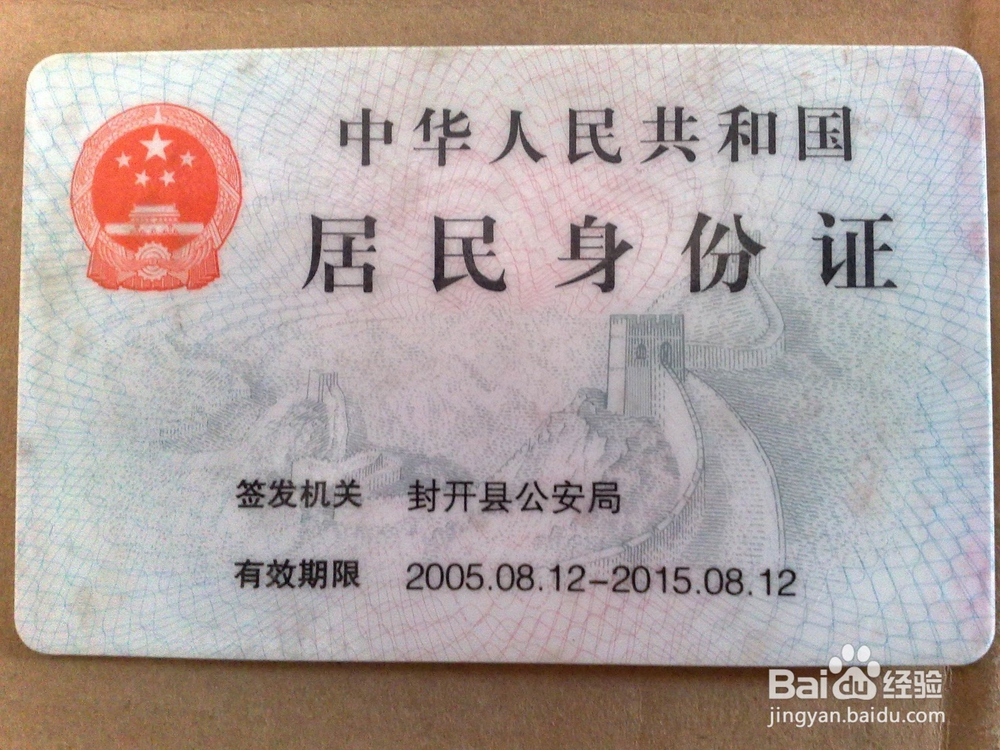 中华人民共和国
居民身份证
签发机关 封开县公安局
有效期限 2005.08.12-2015.08.12
Bai du 经验
jingyan.baidu.com